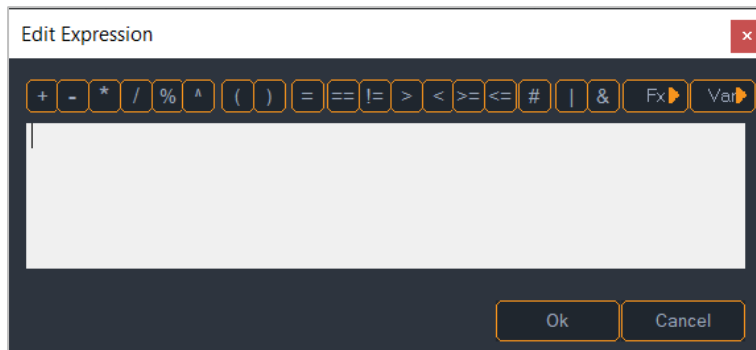 Edit Expression
×
+ - * / % ^ ( ) = == != > < >= <= # | & Fx Var
Ok Cancel